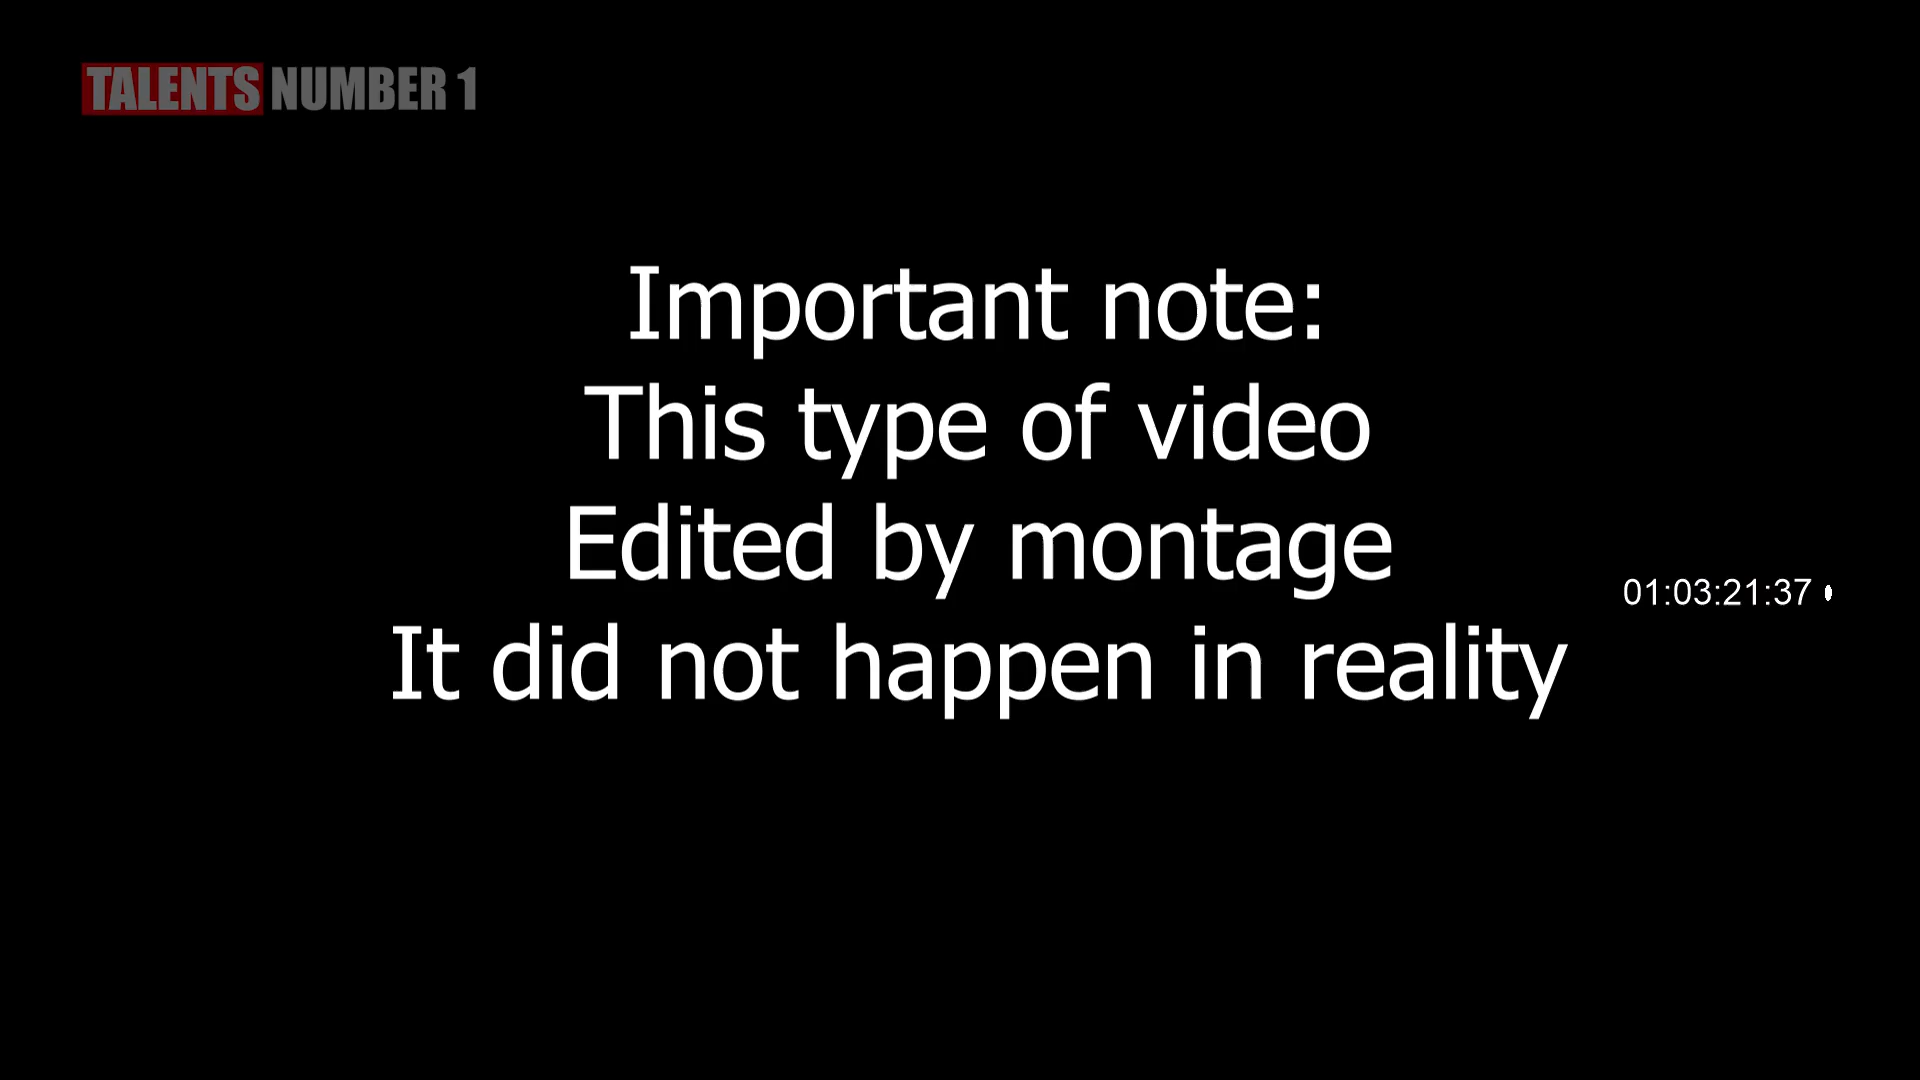 TALENTS NUMBER 1
Important note:
This type of video
Edited by montage
01:03:21:37
It did not happen in reality